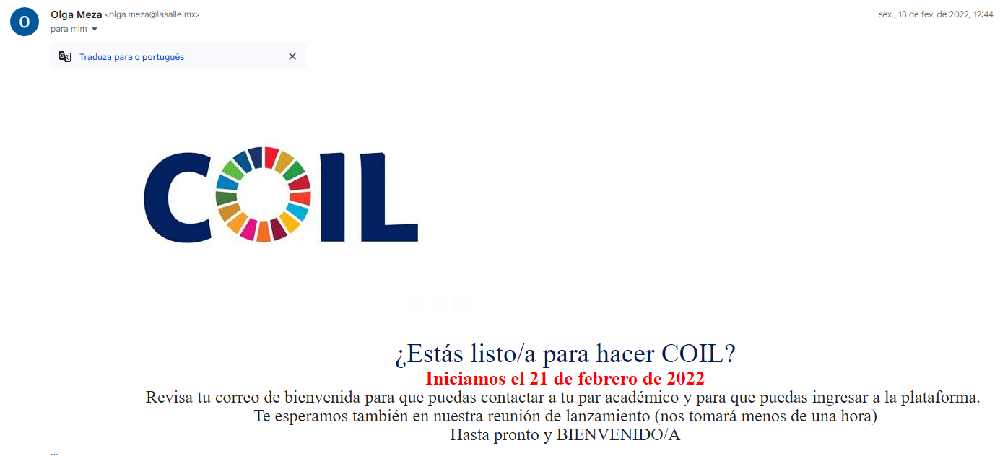 O
Olga Meza <olga.meza@lasalle.mx>
sex., 18 de fev. de 2022, 12:44
para mim
Traduza para o português
COIL
¿Estás listo/a para hacer COIL?
Iniciamos el 21 de febrero de 2022
Revisa tu correo de bienvenida para que puedas contactar a tu par académico y para que puedas ingresar a la plataforma.
Te esperamos también en nuestra reunión de lanzamiento (nos tomará menos de una hora)
Hasta pronto y BIENVENIDO/A
...